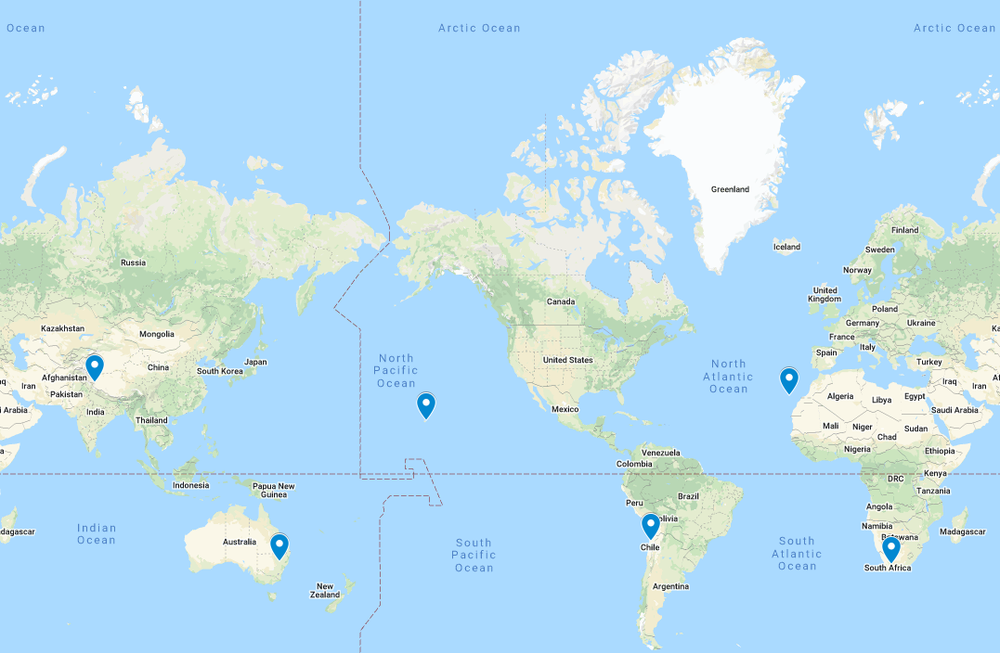 Ocean
Arctic Ocean
Arctic Ocean
Greenland
Finland
Iceland
Sweden
Russia
Norway
United
Kingdom
Canada
Poland
Germany
Ukraine
Kazakhstan
Mongolia
France
Italy
Spain
Turkey
Japan
South Korea
China
North
Pacific
Ocean
United States
North
Atlantic
Ocean
Afghanistan
Iran
Pakistan
Iraq
Iran
Algeria
Libya
Egypt
India
Thailand
Mexico
Saudi Arabia
Mali
Niger
Chad
Sudan
Nigeria
Ethiopia
Venezuela
Colombia
Indonesia
Papua New
Guinea
DRC
Kenya
Tanzania
Brazil
Peru
Angola
olivia
Indian
Ocean
Australia
South
Pacific
Ocean
Chile
South
Atlantic
Ocean
Namibia
Botswana
Madagascar
South Africa
New
Zealand
Argentina